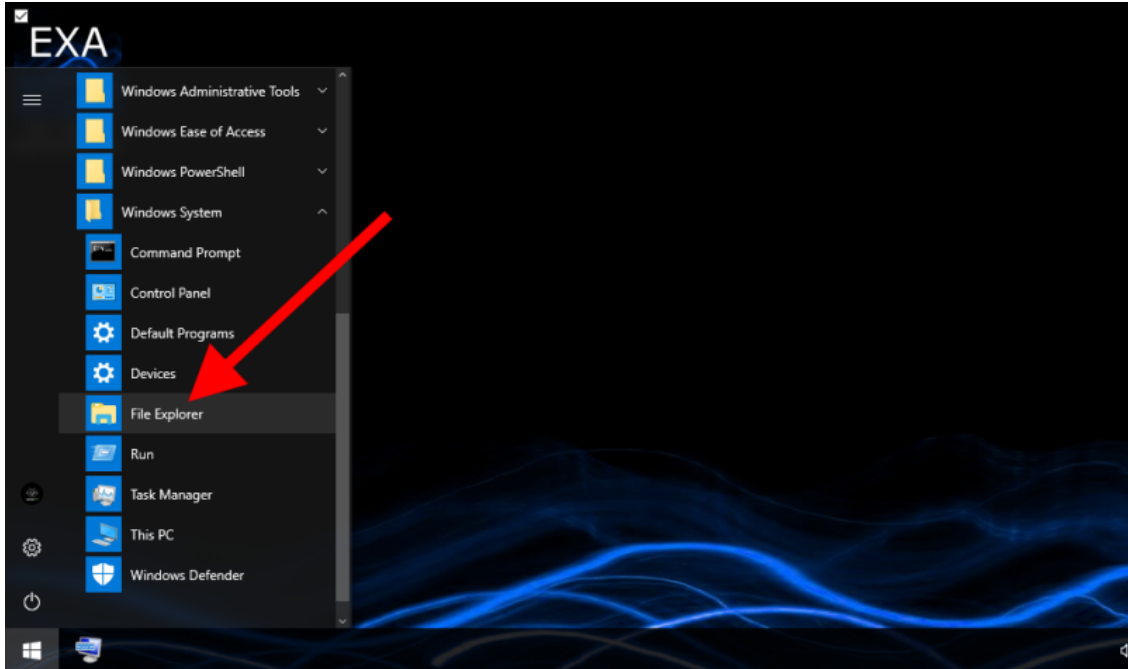 EXA
Windows Administrative Tools
Windows Ease of Access
Windows PowerShell
Windows System
Command Prompt
Control Panel
Default Programs
Devices
File Explorer
Run
Task Manager
This PC
Windows Defender